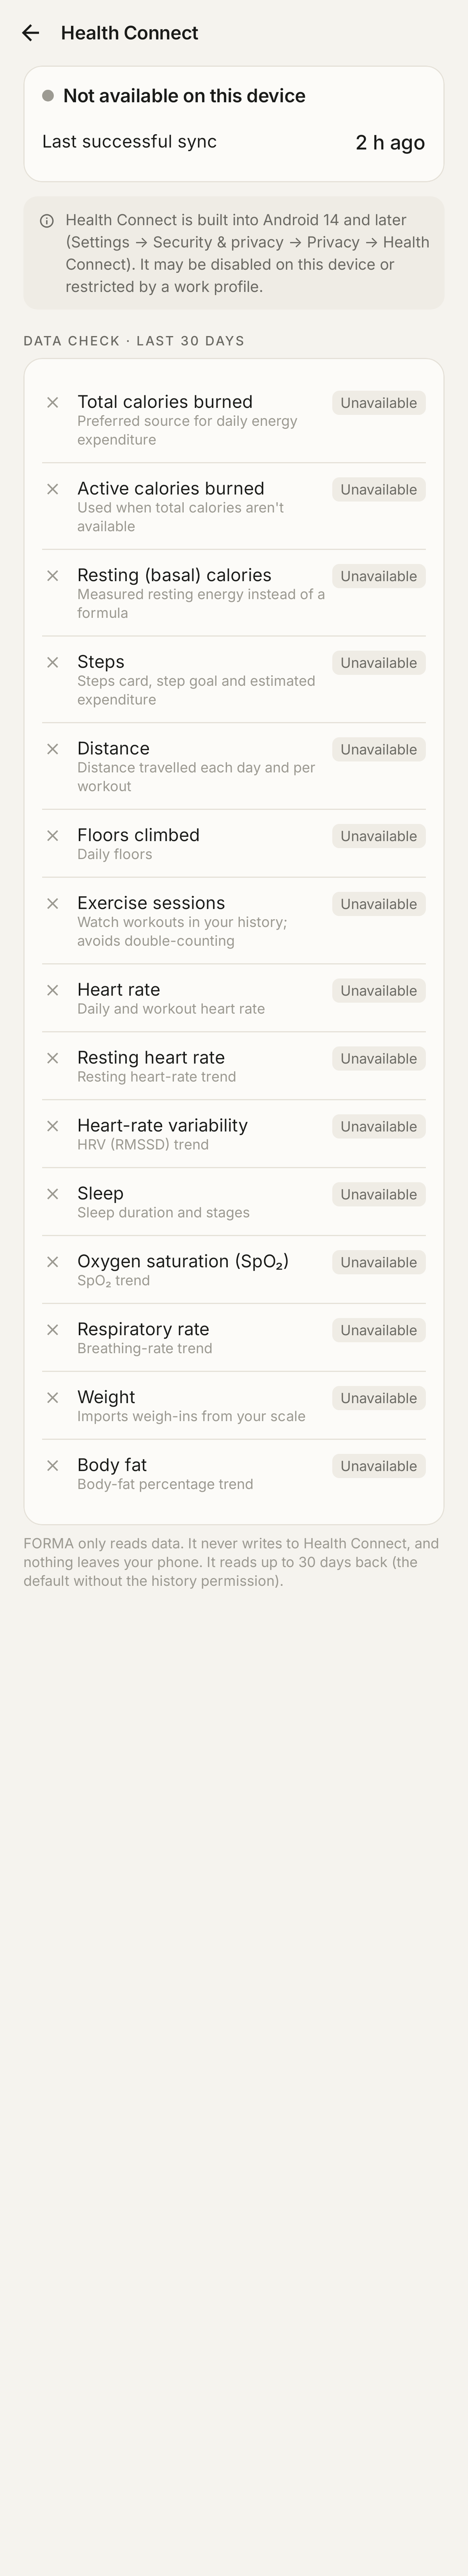 Health Connect
Not available on this device
Last successful sync
2 h ago
Health Connect is built into Android 14 and later
(Settings → Security & privacy → Privacy → Health
Connect). It may be disabled on this device or
restricted by a work profile.
DATA CHECK · LAST 30 DAYS
Total calories burned
Unavailable
Preferred source for daily energy
expenditure
Active calories burned
Unavailable
Used when total calories aren't
available
Resting (basal) calories
Unavailable
Measured resting energy instead of a
formula
Steps
Unavailable
Steps card, step goal and estimated
expenditure
Distance
Unavailable
Distance travelled each day and per
workout
Floors climbed
Unavailable
Daily floors
Exercise sessions
Unavailable
Watch workouts in your history;
avoids double-counting
Heart rate
Unavailable
Daily and workout heart rate
Resting heart rate
Unavailable
Resting heart-rate trend
Heart-rate variability
Unavailable
HRV (RMSSD) trend
Sleep
Unavailable
Sleep duration and stages
Oxygen saturation (SpO₂)
Unavailable
SpO₂ trend
Respiratory rate
Unavailable
Breathing-rate trend
Weight
Unavailable
Imports weigh-ins from your scale
Body fat
Unavailable
Body-fat percentage trend
FORMA only reads data. It never writes to Health Connect, and
nothing leaves your phone. It reads up to 30 days back (the
default without the history permission).